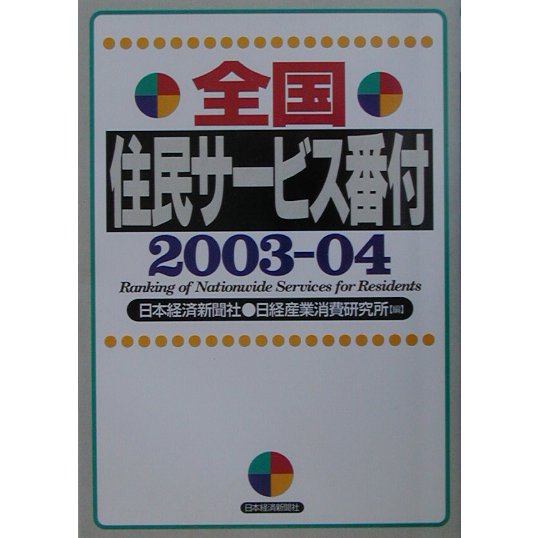 全国
住民サービス番付
2003-04
Ranking of Nationwide Services for Residents
日本経済新聞社●日経産業消費研究所[編]
日本経済新聞社